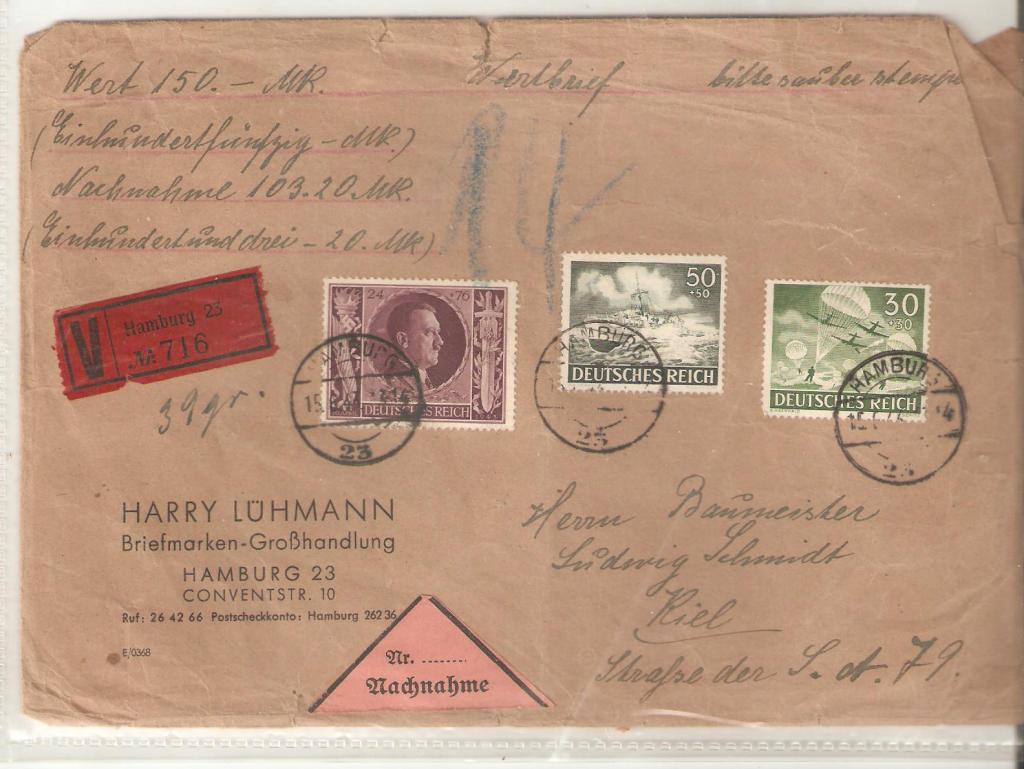 Wert 150.- Mk. Wertbrief bitte sauber stemp
(Einhundertfünfzig - Mk.)
Nachnahme 103.20.Mk.
(Einhundertunddrei - 20. Mk)
V Hamburg 23
№ 716
39 gr.
24 +76
DEUTSCHES REICH
50
+50
DEUTSCHES REICH
30
+30
DEUTSCHES REICH
HAMBURG
23
HAMBURG
23
HAMBURG
23
HARRY LÜHMANN
Briefmarken-Großhandlung
HAMBURG 23
CONVENTSTR. 10
Ruf: 26 42 66 Postscheckkonto: Hamburg 262 36
E/0368
Nr. ........
Nachnahme
Herrn Baumeister
Ludwig Schmidt
Kiel
Straße der S. A. 79.